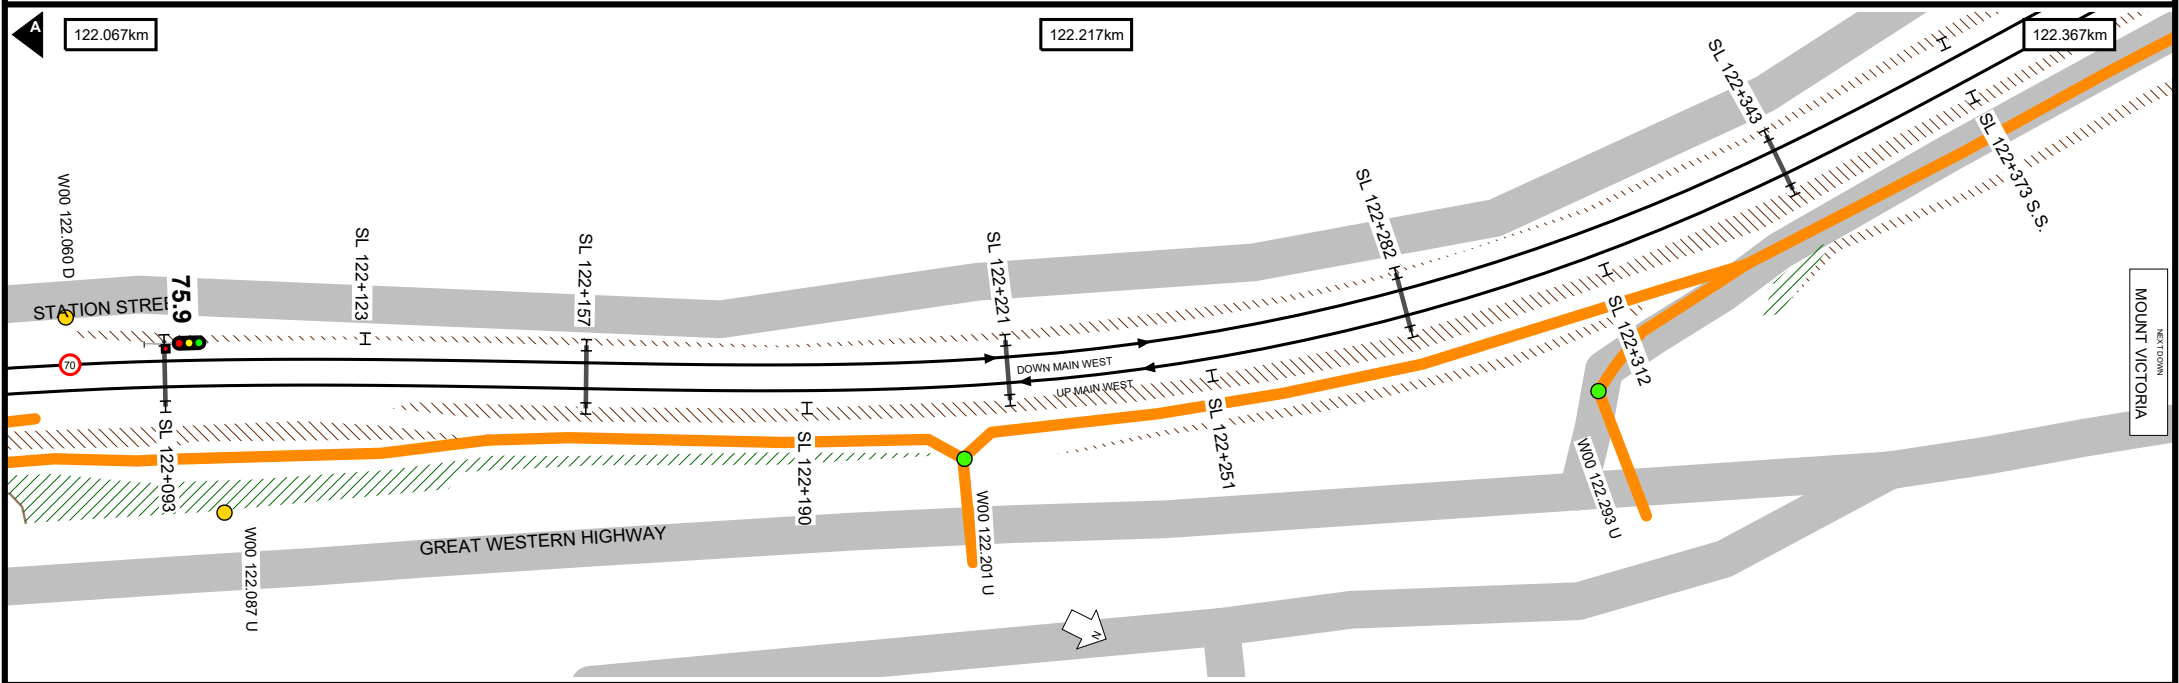 A
122.067km
122.217km
122.367km
W00 122.060 D
STATION STREE
75.9
SL 122+123
SL 122+157
SL 122+221
SL 122+282
SL 122+343
SL 122+373 S.S.
70
DOWN MAIN WEST
UP MAIN WEST
SL 122+093
SL 122+190
SL 122+251
SL 122+312
W00 122.087 U
W00 122.201 U
W00 122.293 U
GREAT WESTERN HIGHWAY
N
NEXT DOWN
MOUNT VICTORIA